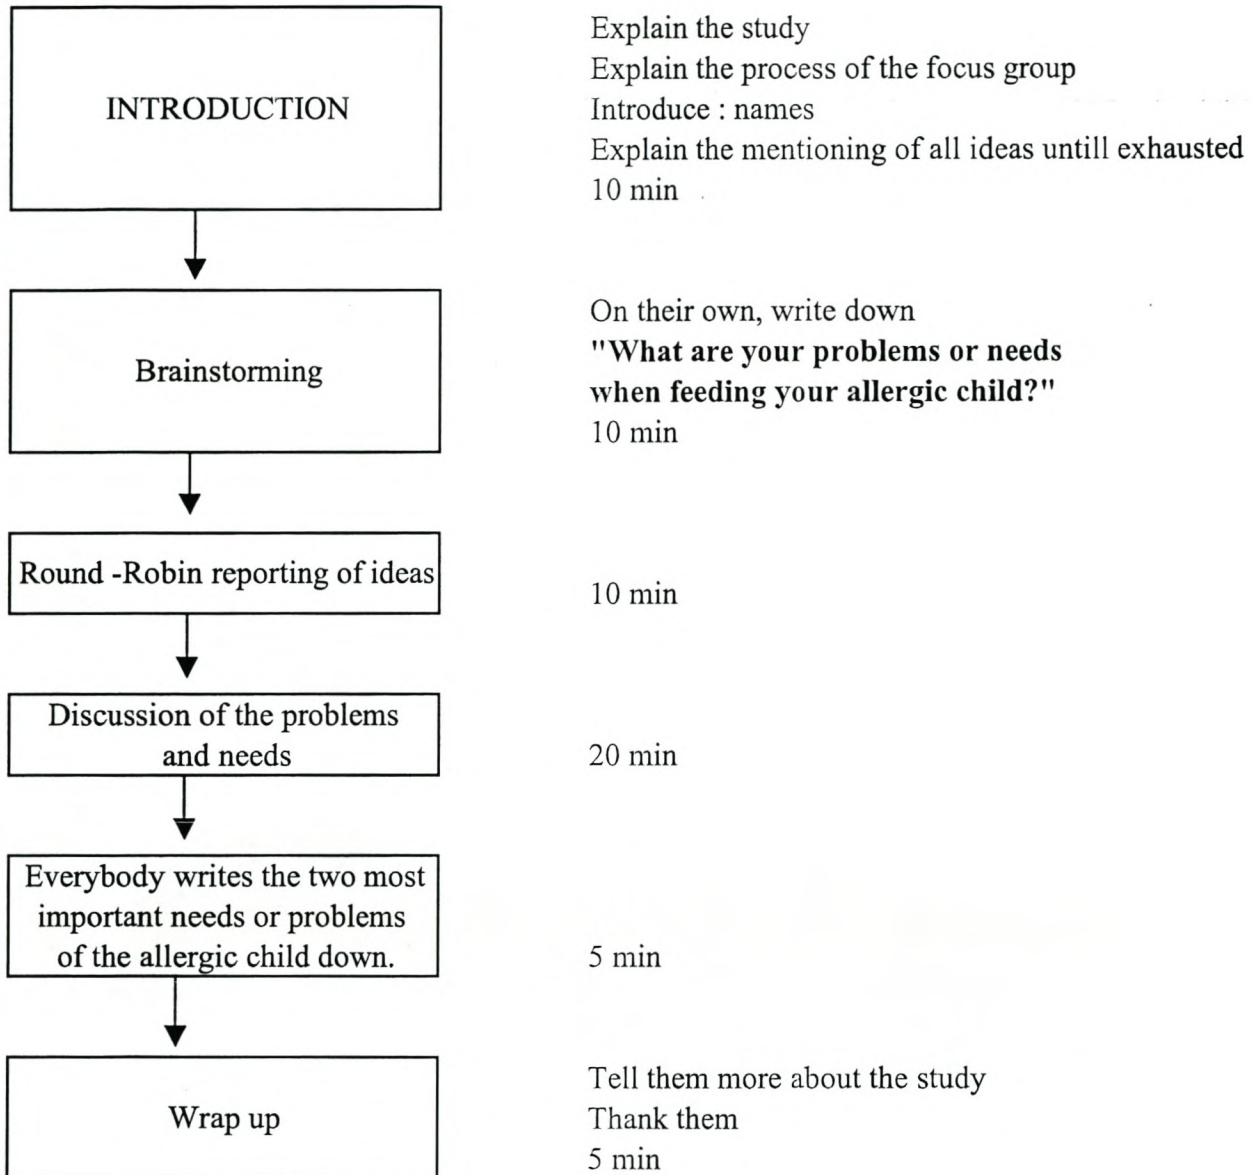 INTRODUCTION
Explain the study
Explain the process of the focus group
Introduce : names
Explain the mentioning of all ideas untill exhausted
10 min
Brainstorming
On their own, write down
"What are your problems or needs
when feeding your allergic child?"
10 min
Round -Robin reporting of ideas
10 min
Discussion of the problems
and needs
20 min
Everybody writes the two most
important needs or problems
of the allergic child down.
5 min
Wrap up
Tell them more about the study
Thank them
5 min